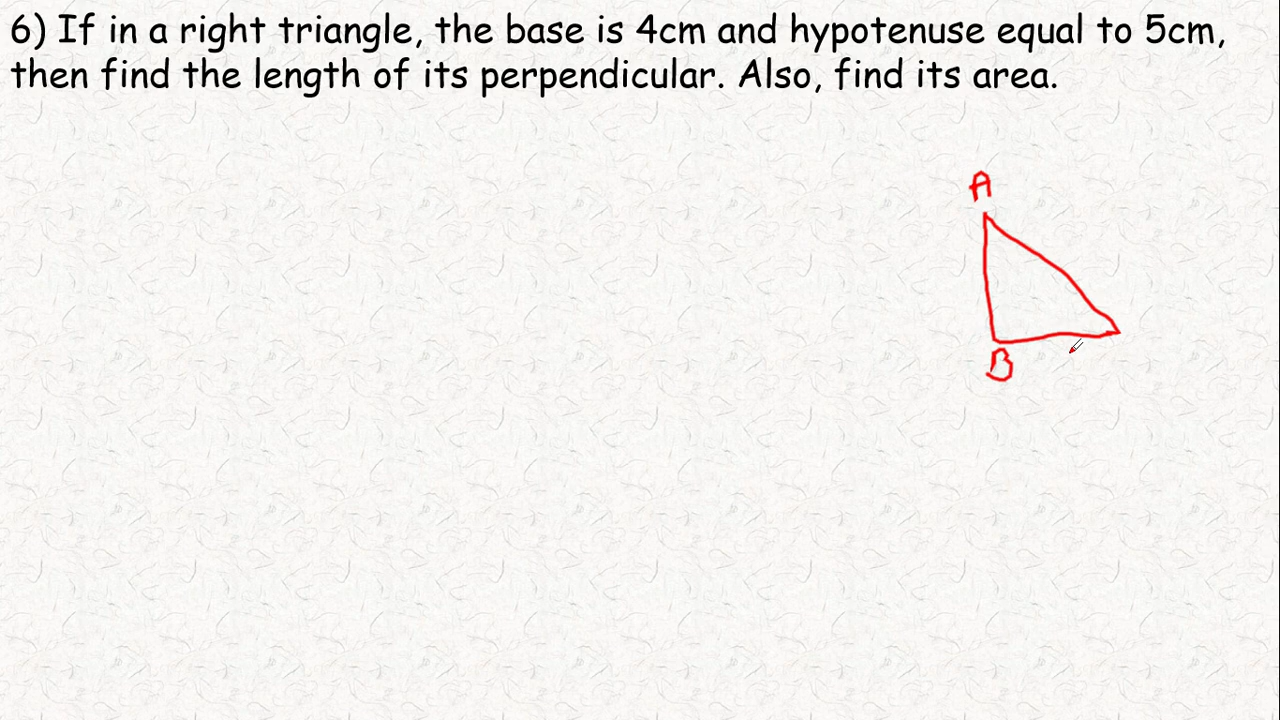 6) If in a right triangle, the base is 4cm and hypotenuse equal to 5cm,
then find the length of its perpendicular. Also, find its area.
A
B